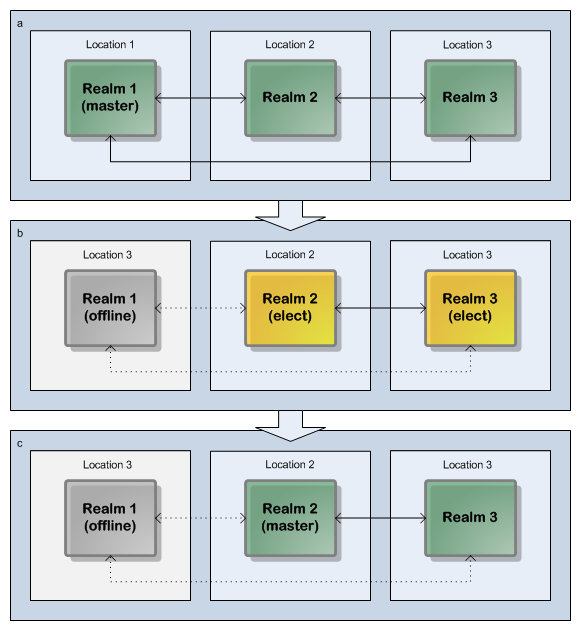 a
Location 1
Location 2
Location 3
Realm 1
(master)
Realm 2
Realm 3
b
Location 3
Location 2
Location 3
Realm 1
(offline)
Realm 2
(elect)
Realm 3
(elect)
c
Location 3
Location 2
Location 3
Realm 1
(offline)
Realm 2
(master)
Realm 3